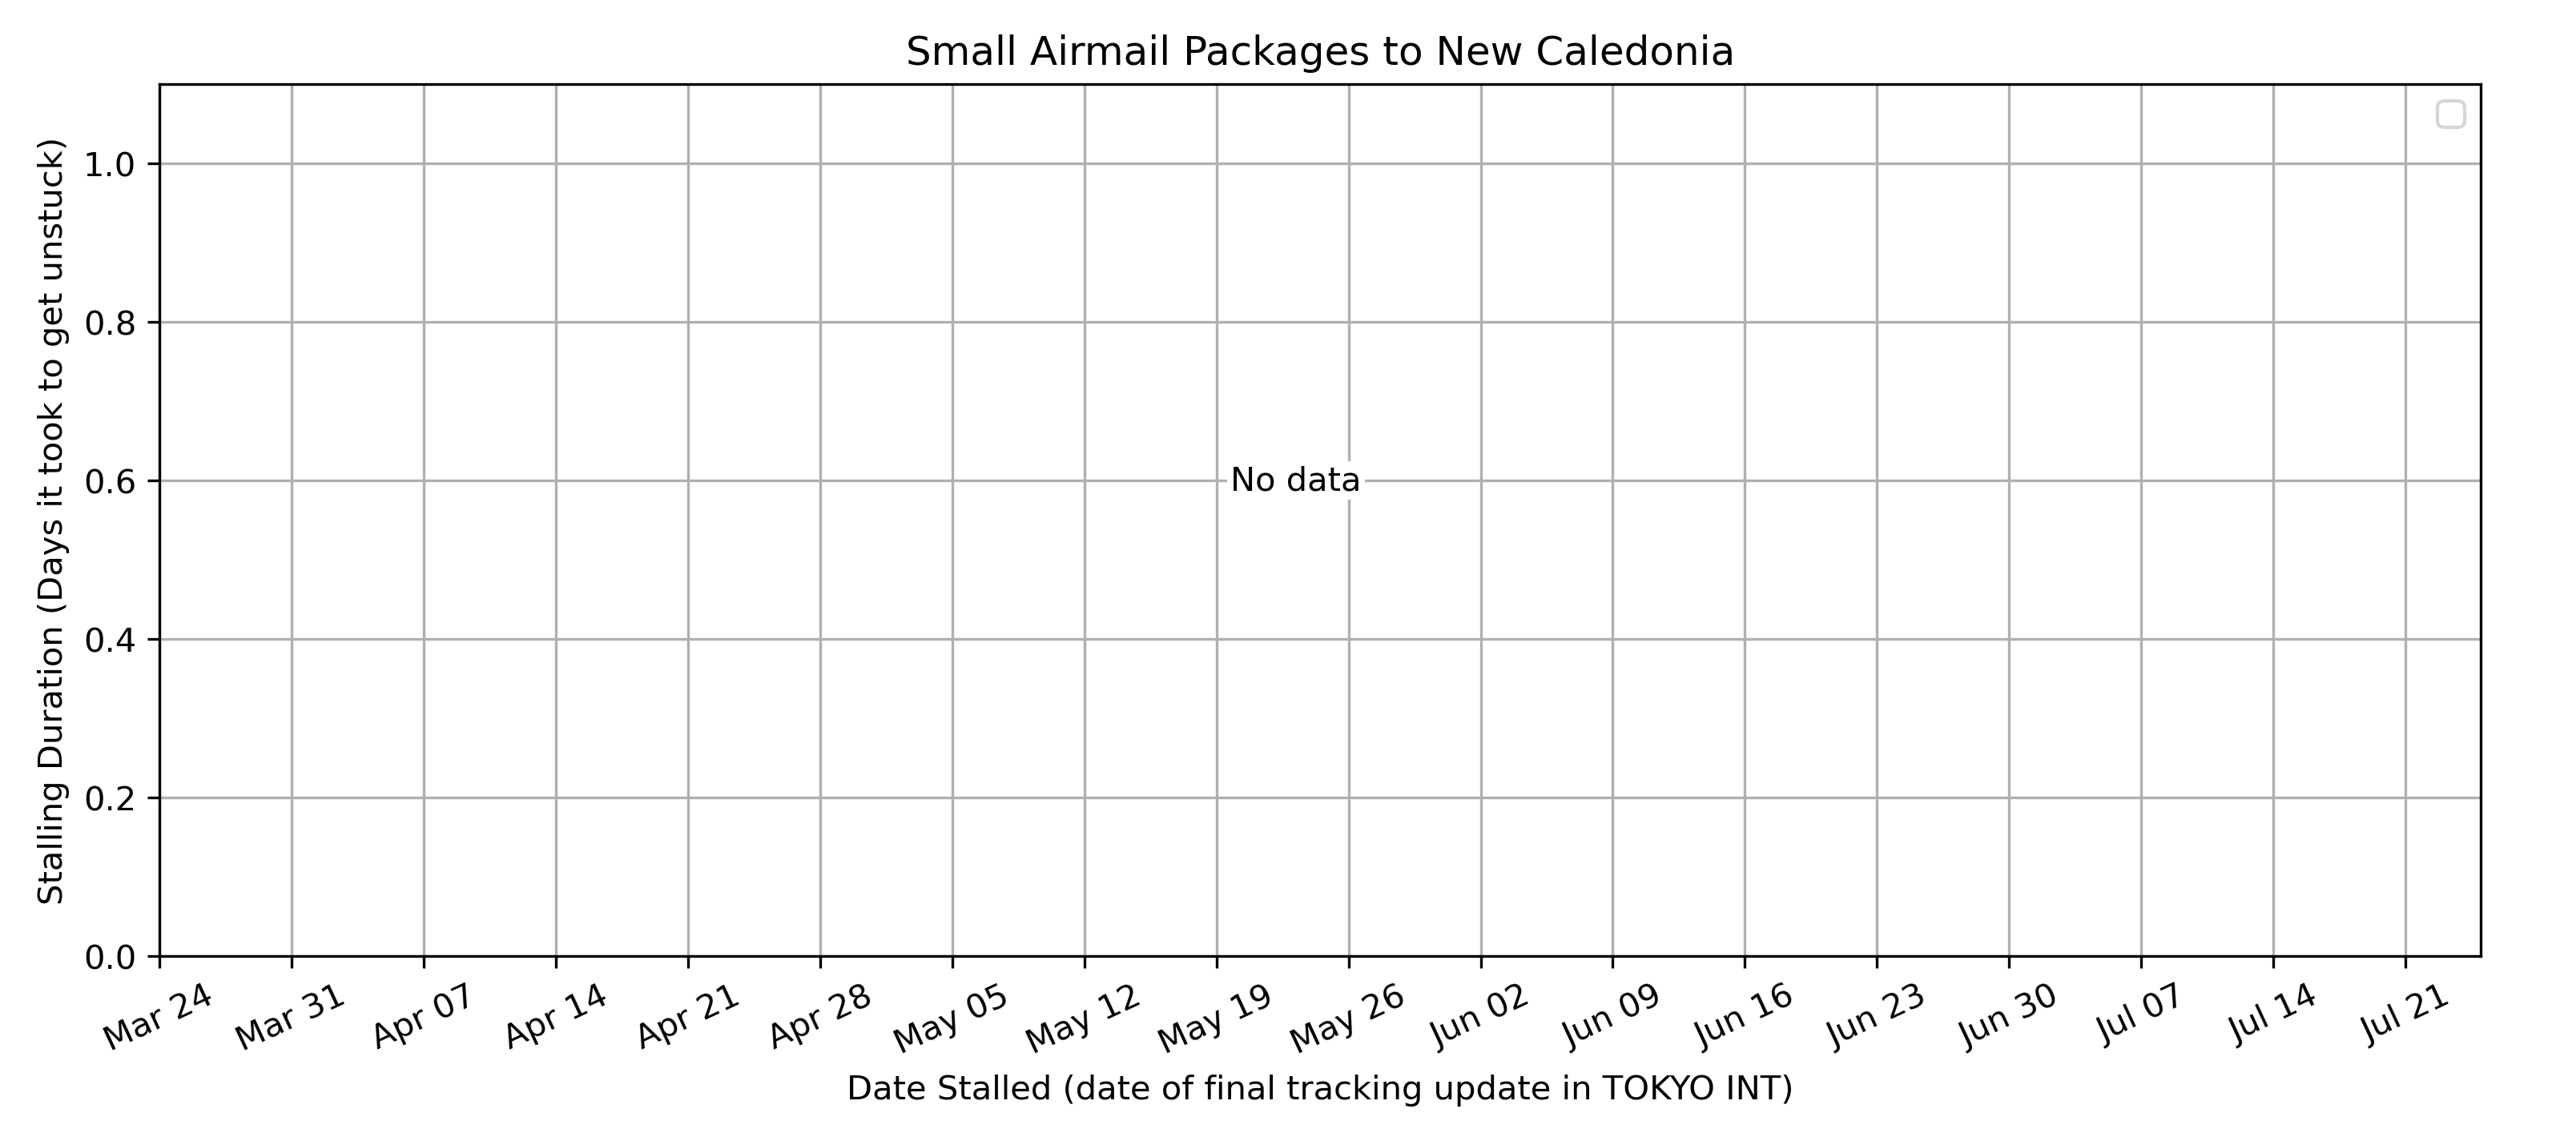 Small Airmail Packages to New Caledonia
Stalling Duration (Days it took to get unstuck)
1.0
0.8
0.6
0.4
0.2
0.0
No data
Mar 24
Mar 31
Apr 07
Apr 14
Apr 21
Apr 28
May 05
May 12
May 19
May 26
Jun 02
Jun 09
Jun 16
Jun 23
Jun 30
Jul 07
Jul 14
Jul 21
Date Stalled (date of final tracking update in TOKYO INT)